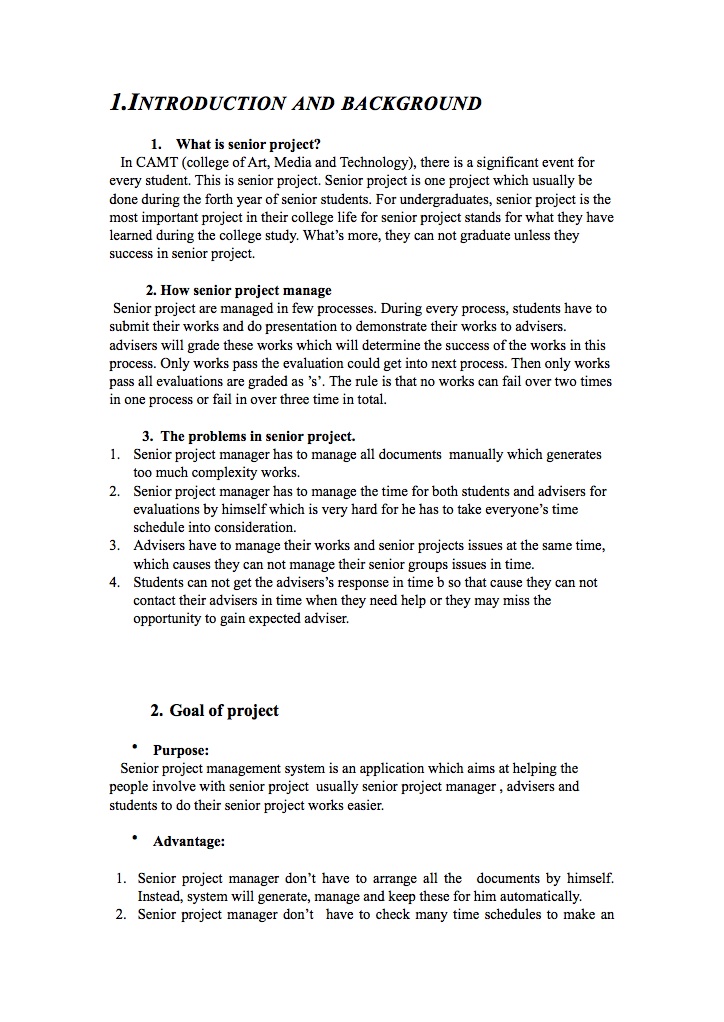 1.INTRODUCTION AND BACKGROUND
1. What is senior project?
In CAMT (college of Art, Media and Technology), there is a significant event for
every student. This is senior project. Senior project is one project which usually be
done during the forth year of senior students. For undergraduates, senior project is the
most important project in their college life for senior project stands for what they have
learned during the college study. What's more, they can not graduate unless they
success in senior project.
2. How senior project manage
Senior project are managed in few processes. During every process, students have to
submit their works and do presentation to demonstrate their works to advisers.
advisers will grade these works which will determine the success of the works in this
process. Only works pass the evaluation could get into next process. Then only works
pass all evaluations are graded as ’s’. The rule is that no works can fail over two times
in one process or fail in over three time in total.
3. The problems in senior project.
1. Senior project manager has to manage all documents manually which generates
too much complexity works.
2. Senior project manager has to manage the time for both students and advisers for
evaluations by himself which is very hard for he has to take everyone’s time
schedule into consideration.
3. Advisers have to manage their works and senior projects issues at the same time,
which causes they can not manage their senior groups issues in time.
4. Students can not get the advisers’s response in time b so that cause they can not
contact their advisers in time when they need help or they may miss the
opportunity to gain expected adviser.
2. Goal of project
• Purpose:
Senior project management system is an application which aims at helping the
people involve with senior project usually senior project manager , advisers and
students to do their senior project works easier.
• Advantage:
1. Senior project manager don’t have to arrange all the documents by himself.
Instead, system will generate, manage and keep these for him automatically.
2. Senior project manager don’t have to check many time schedules to make an